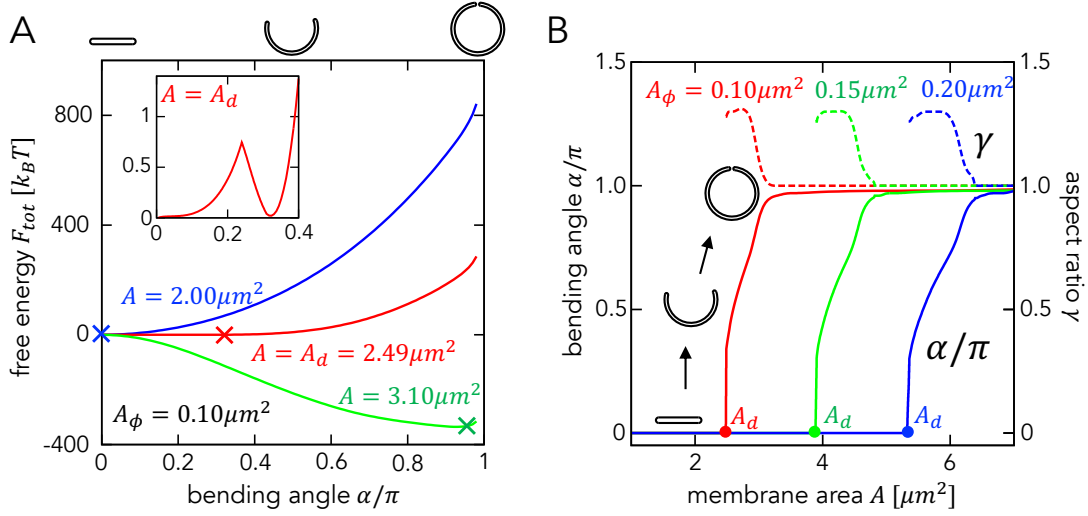 A
free energy F_tot [k_BT]
800
400
0
-400
1
0.5
0
0
0.2
0.4
A = A_d
A = 2.00μm²
A = A_d = 2.49μm²
A = 3.10μm²
A_ϕ = 0.10μm²
0
0.2
0.4
0.6
0.8
1
bending angle α/π
B
bending angle α/π
1.5
1.0
0.5
0
A_ϕ = 0.10μm²
0.15μm²
0.20μm²
γ
α/π
A_d
A_d
A_d
2
4
6
membrane area A [μm²]
1.5
1.0
0.5
0
aspect ratio γ